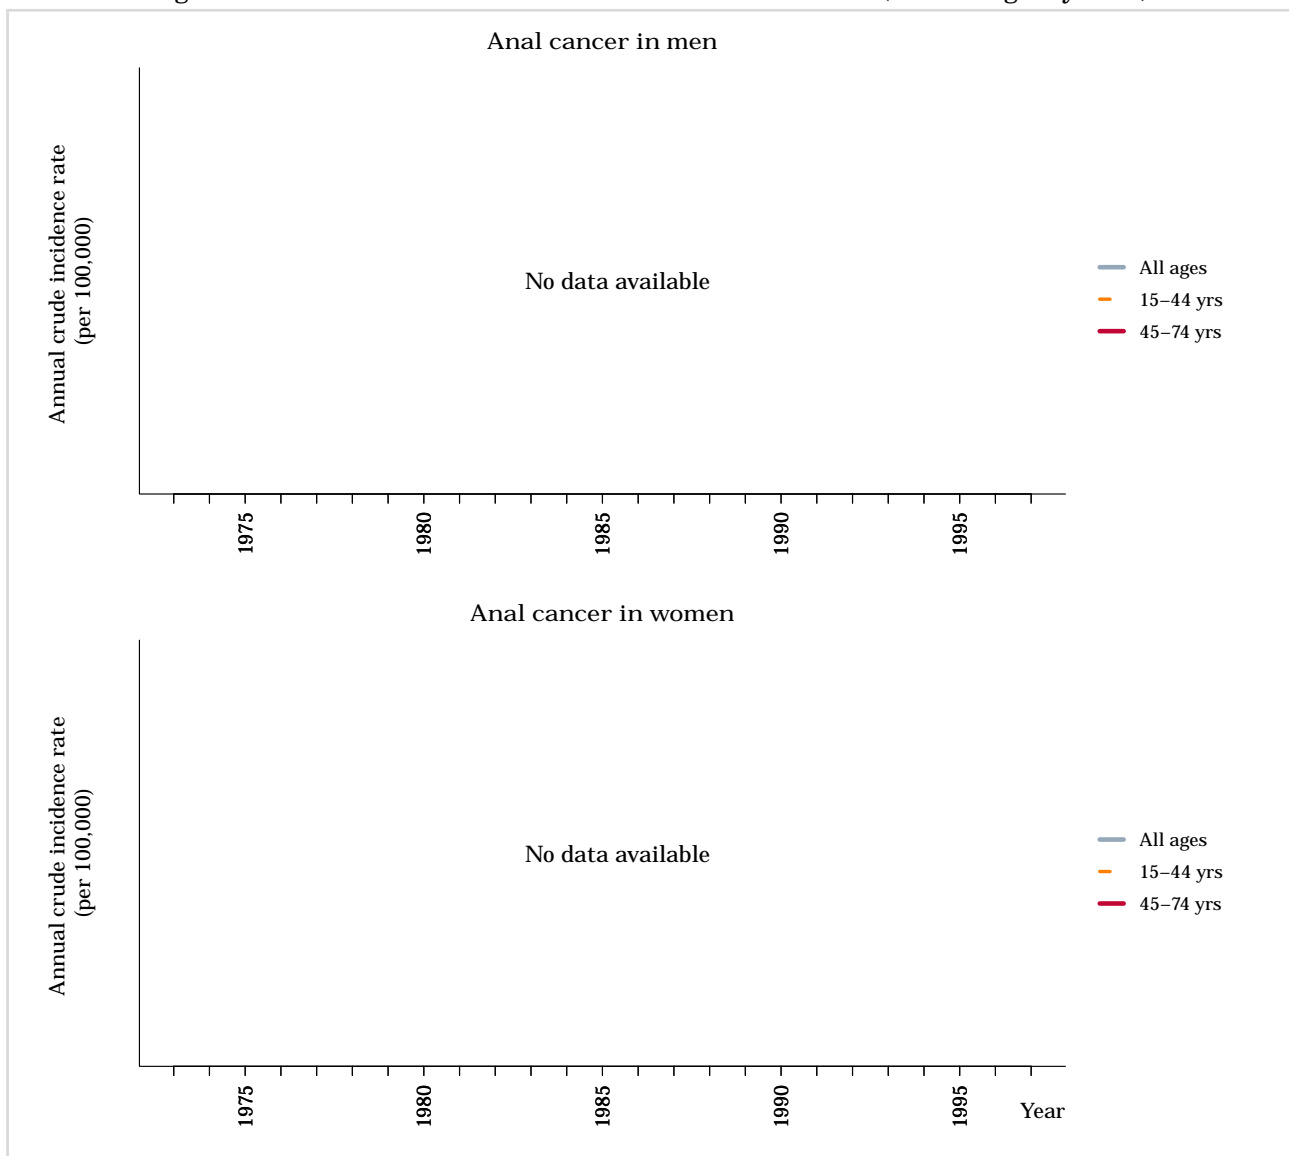 Anal cancer in men
Annual crude incidence rate
(per 100,000)
No data available
All ages
15–44 yrs
45–74 yrs
1975
1980
1985
1990
1995
Anal cancer in women
Annual crude incidence rate
(per 100,000)
No data available
All ages
15–44 yrs
45–74 yrs
1975
1980
1985
1990
1995
Year